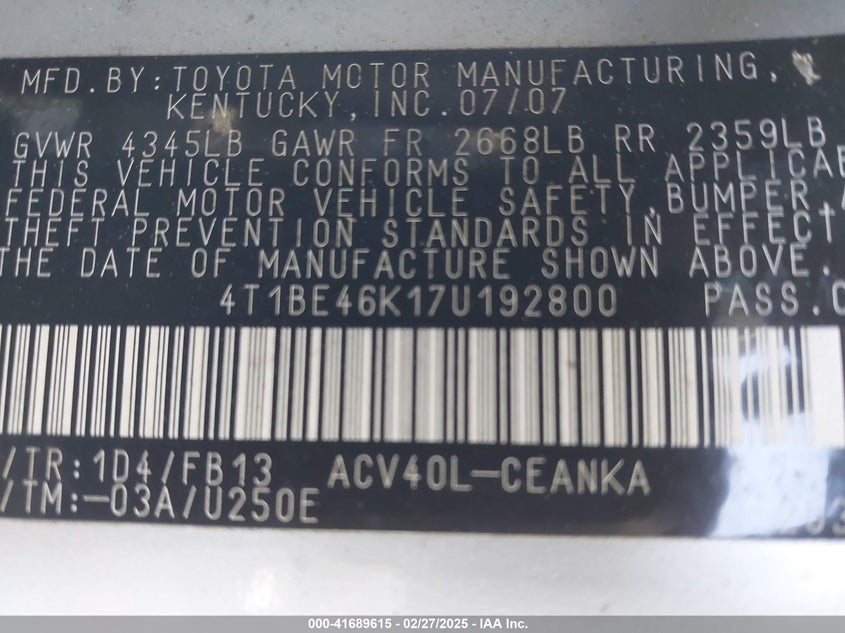 MFD.BY:TOYOTA MOTOR MANUFACTURING,
KENTUCKY,INC.07/07
GVWR 4345LB GAWR FR 2668LB RR 2359LB
THIS VEHICLE CONFORMS TO ALL APPLICAB
FEDERAL MOTOR VEHICLE SAFETY,BUMPER,
THEFT PREVENTION STANDARDS IN EFFECT
THE DATE OF MANUFACTURE SHOWN ABOVE.
4T1BE46K17U192800 PASS.C
/TR:1D4/FB13 ACV40L-CEANKA
/TM:-03A/U250E
000-41689615 - 02/27/2025 - IAA Inc.